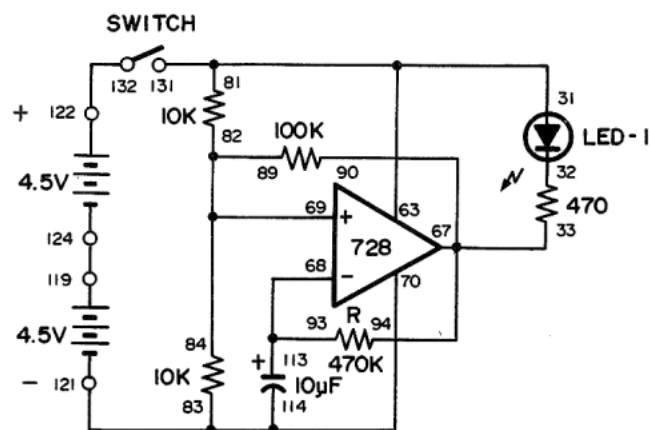 SWITCH
132 131
81
+ 122
10K
31
82
100K
LED-1
89 90
32
4.5V
69 + 63
470
67
33
124
728
68 −
70
119
R
93 94
4.5V
84
+ 113
470K
10K
10µF
− 121
83
114